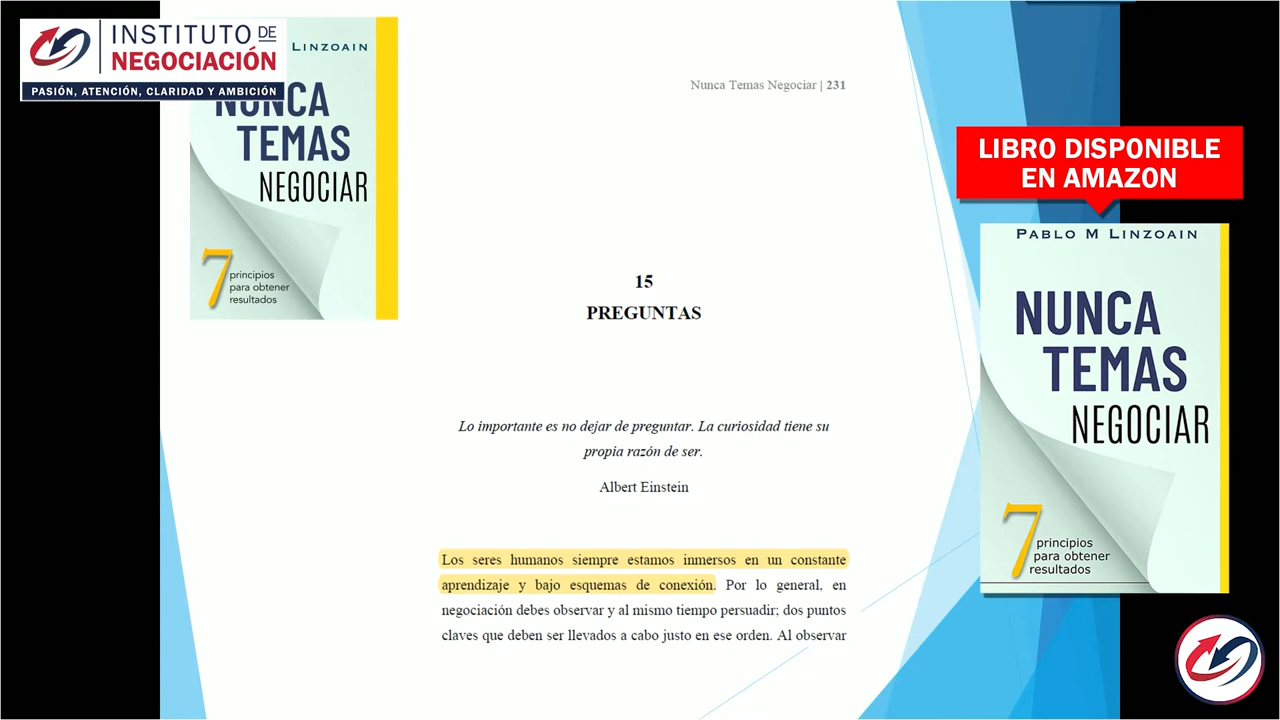 INSTITUTO DE
NEGOCIACIÓN
PASIÓN, ATENCIÓN, CLARIDAD Y AMBICIÓN
LINZOAIN
NUNCA
TEMAS
NEGOCIAR
7 principios
para obtener
resultados
Nunca Temas Negociar | 231
15
PREGUNTAS
Lo importante es no dejar de preguntar. La curiosidad tiene su
propia razón de ser.
Albert Einstein
Los seres humanos siempre estamos inmersos en un constante
aprendizaje y bajo esquemas de conexión. Por lo general, en
negociación debes observar y al mismo tiempo persuadir; dos puntos
claves que deben ser llevados a cabo justo en ese orden. Al observar
LIBRO DISPONIBLE
EN AMAZON
PABLO M LINZOAIN
NUNCA
TEMAS
NEGOCIAR
7 principios
para obtener
resultados